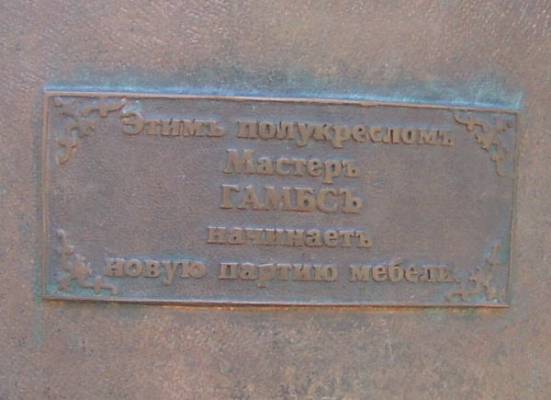 Этимъ полукресломъ
Мастеръ
ГАМБСЪ
начинаетъ
новую партию мебели